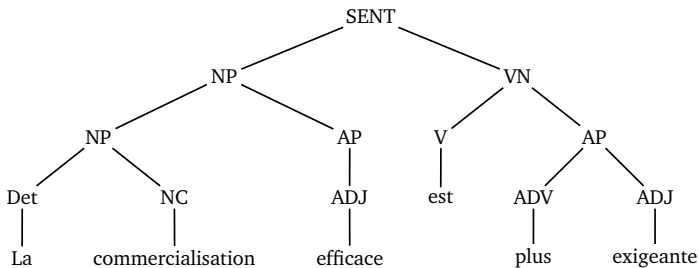 SENT
NP VN
NP AP V AP
Det NC ADJ est ADV ADJ
La commercialisation efficace plus exigeante